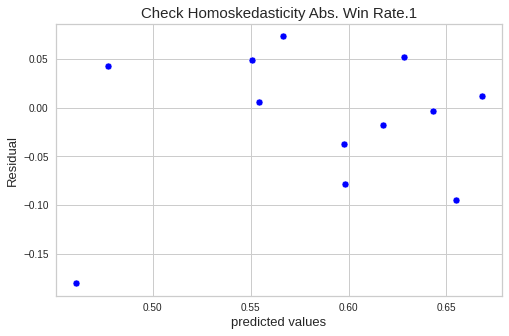 Check Homoskedasticity Abs. Win Rate.1
0.05
0.00
-0.05
-0.10
-0.15
Residual
0.50 0.55 0.60 0.65
predicted values